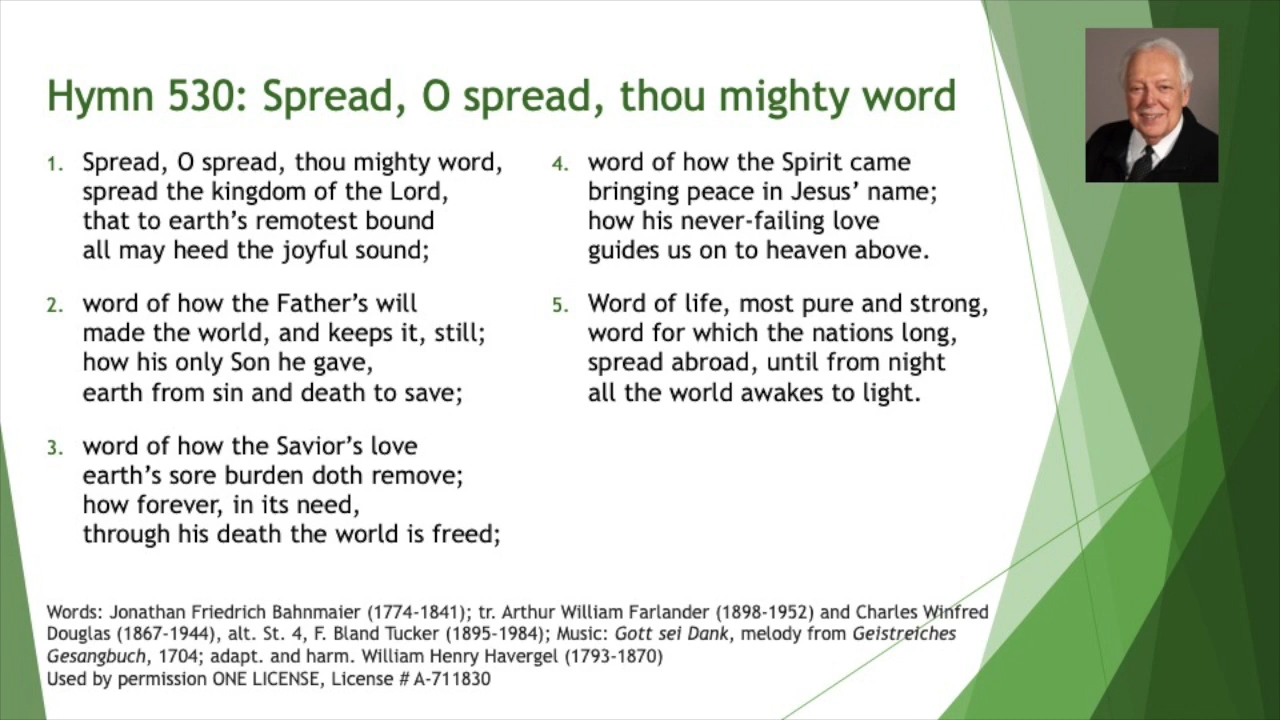 Hymn 530: Spread, O spread, thou mighty word
1. Spread, O spread, thou mighty word,
spread the kingdom of the Lord,
that to earth's remotest bound
all may heed the joyful sound;
2. word of how the Father's will
made the world, and keeps it, still;
how his only Son he gave,
earth from sin and death to save;
3. word of how the Savior's love
earth's sore burden doth remove;
how forever, in its need,
through his death the world is freed;
4. word of how the Spirit came
bringing peace in Jesus' name;
how his never-failing love
guides us on to heaven above.
5. Word of life, most pure and strong,
word for which the nations long,
spread abroad, until from night
all the world awakes to light.
Words: Jonathan Friedrich Bahnmaier (1774-1841); tr. Arthur William Farlander (1898-1952) and Charles Winfred
Douglas (1867-1944), alt. St. 4, F. Bland Tucker (1895-1984); Music: Gott sei Dank, melody from Geistreiches
Gesangbuch, 1704; adapt. and harm. William Henry Havergel (1793-1870)
Used by permission ONE LICENSE, License # A-711830